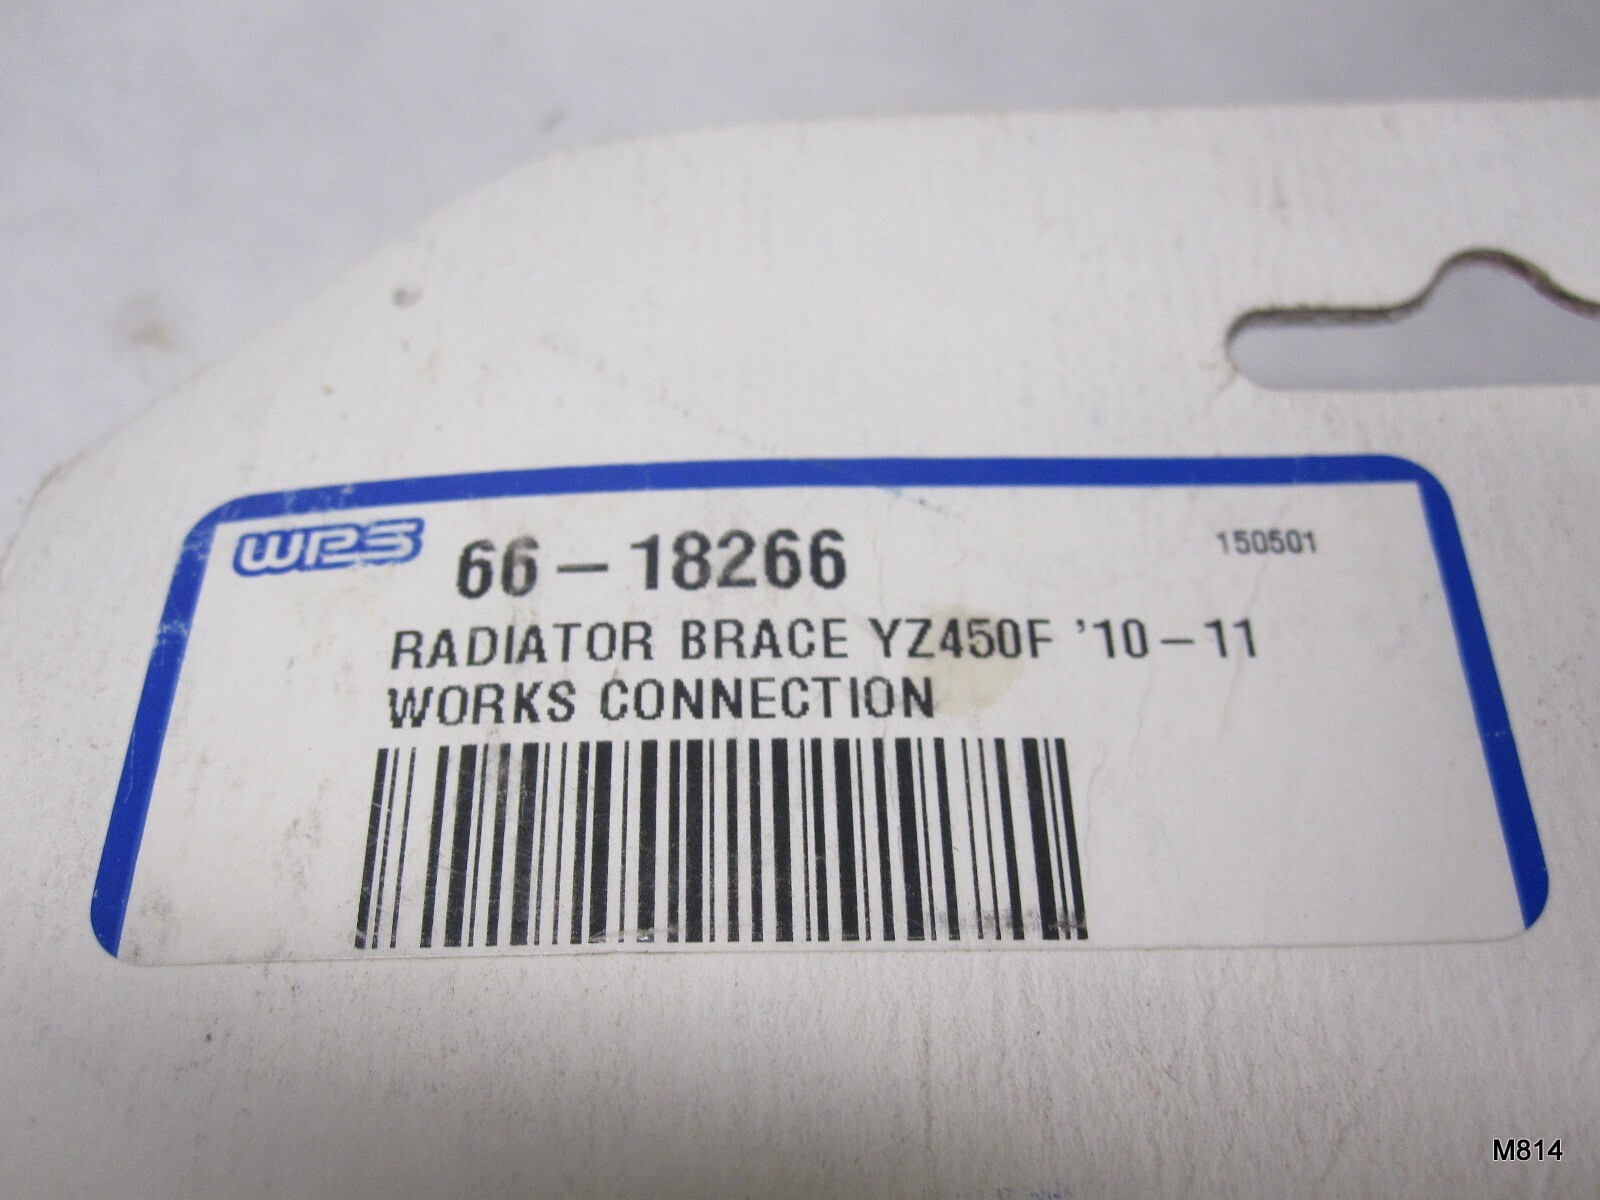 WPS 66-18266 150501
RADIATOR BRACE YZ450F '10-11
WORKS CONNECTION
M814